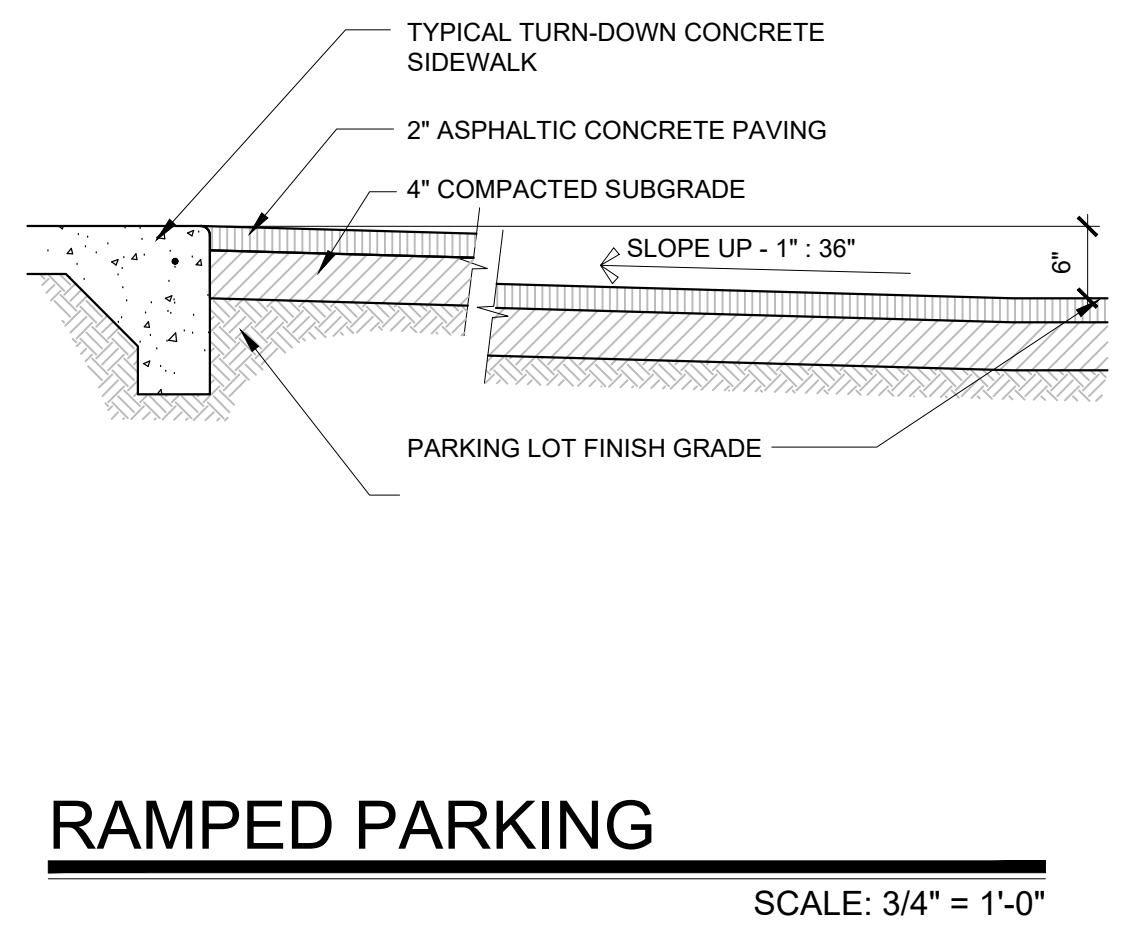 TYPICAL TURN-DOWN CONCRETE
SIDEWALK
2" ASPHALTIC CONCRETE PAVING
4" COMPACTED SUBGRADE
SLOPE UP - 1" : 36"
6"
PARKING LOT FINISH GRADE
RAMPED PARKING
SCALE: 3/4" = 1'-0"